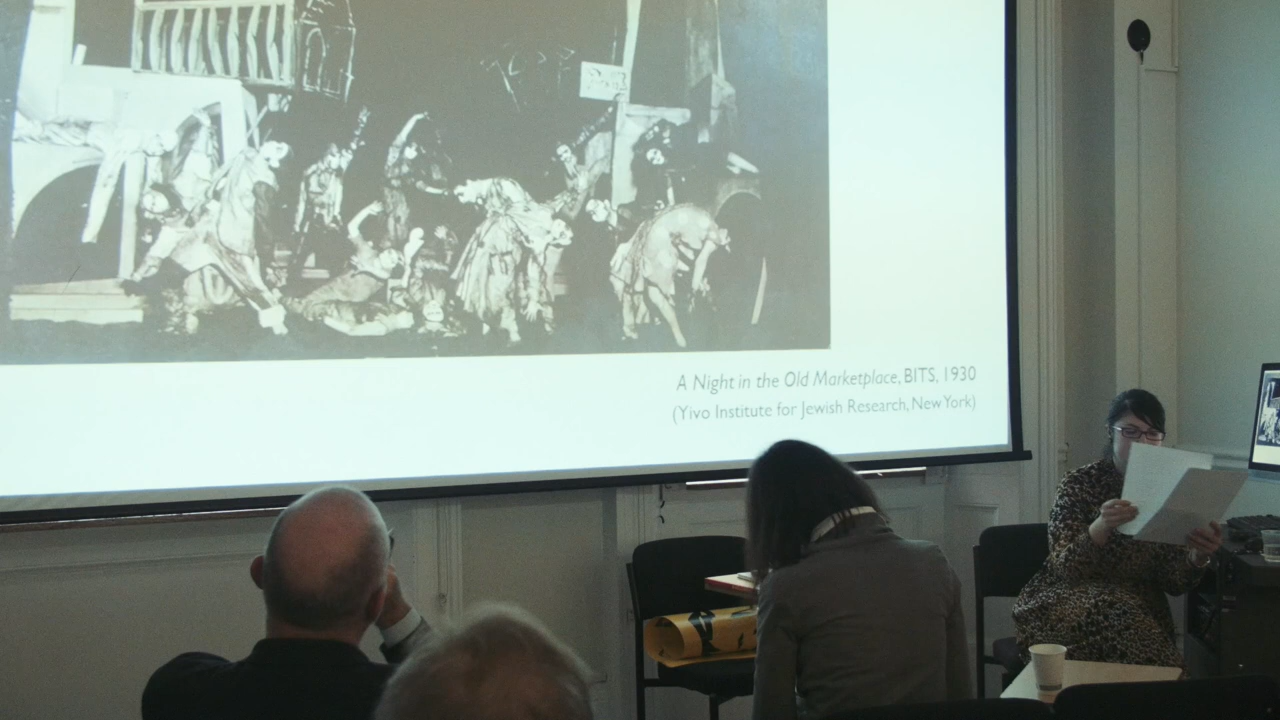 A Night in the Old Marketplace, BITS, 1930
(Yivo Institute for Jewish Research, New York)